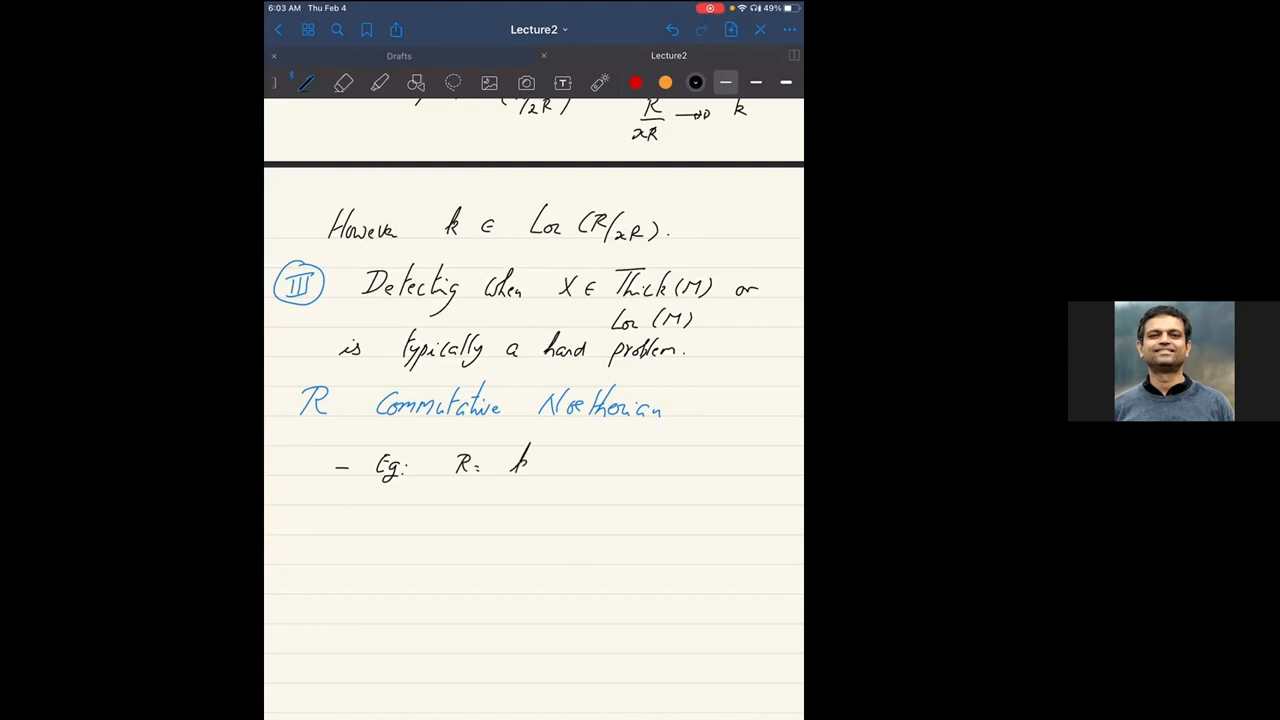 6:03 AM Thu Feb 4
49%
Lecture2
Drafts
Lecture2
/2R)
R/xR →→ k
However k ∈ Loc (R/xR).
III Detecting when X ∈ Thick (M) or
Loc (M)
is typically a hard problem.
R Commutative Noetherian
– Eg: R = k